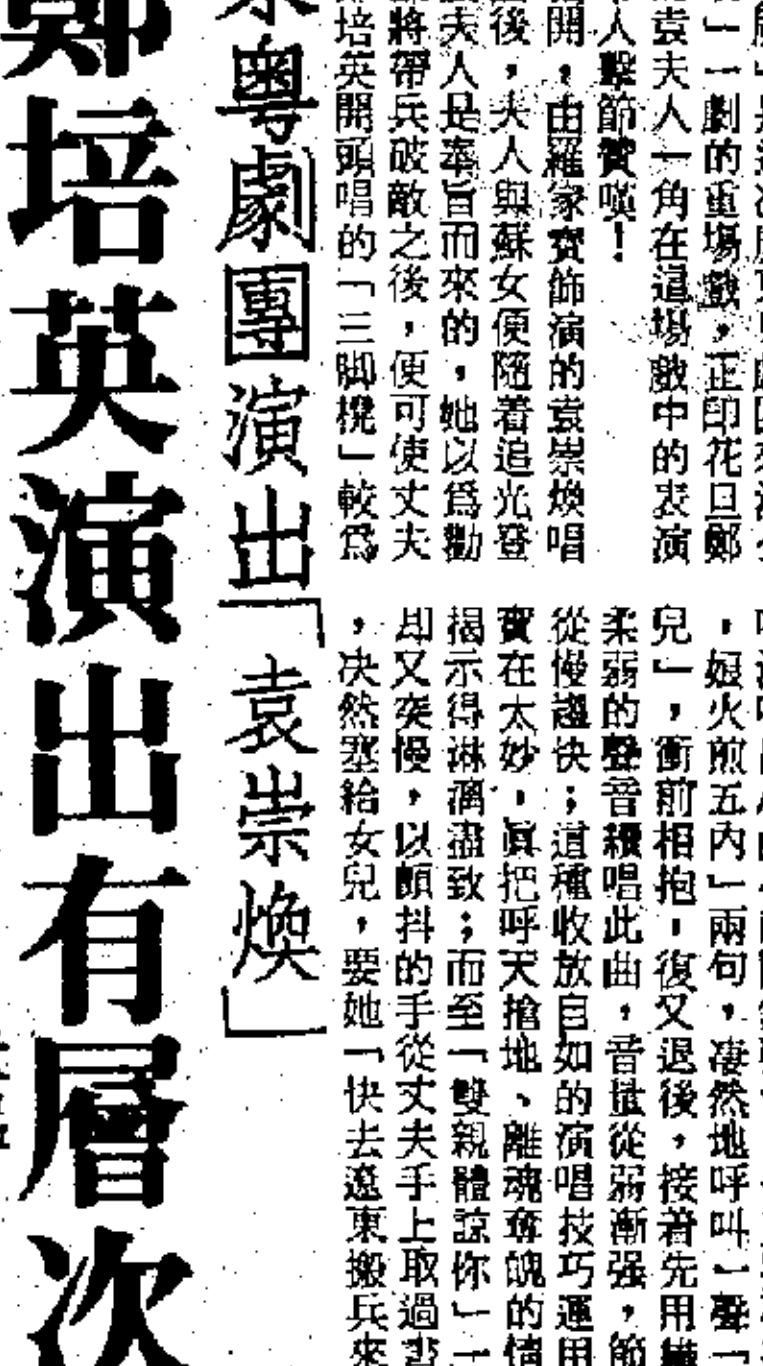 劇的重場戲，正印花旦鄭
袁夫人一角在這場戲中的表演
人擊節贊嘆！
開，由羅家寶飾演的袁崇煥唱
後，夫人與蘇女便隨着追光登
夫人是奉旨而來的，她以爲勸
將帶兵破敵之後，便可使丈夫
培英開頭唱的「三脚櫈」較爲
，娘火煎五內」兩句，凄然地呼叫一聲「
兒」，衝前相抱，復又退後，接着先用纖
柔弱的聲音輕唱此曲，音量從弱漸强，節
從慢趨快；這種收放自如的演唱技巧運用
實在太妙，眞把呼天搶地、離魂奪魄的情
揭示得淋漓盡致；而至「雙親體諒你」一
却又突慢，以顫抖的手從丈夫手上取過書
，决然塞給女兒，要她「快去遼東搬兵來
粵劇團演出「袁崇煥」
鄭培英演出有層次